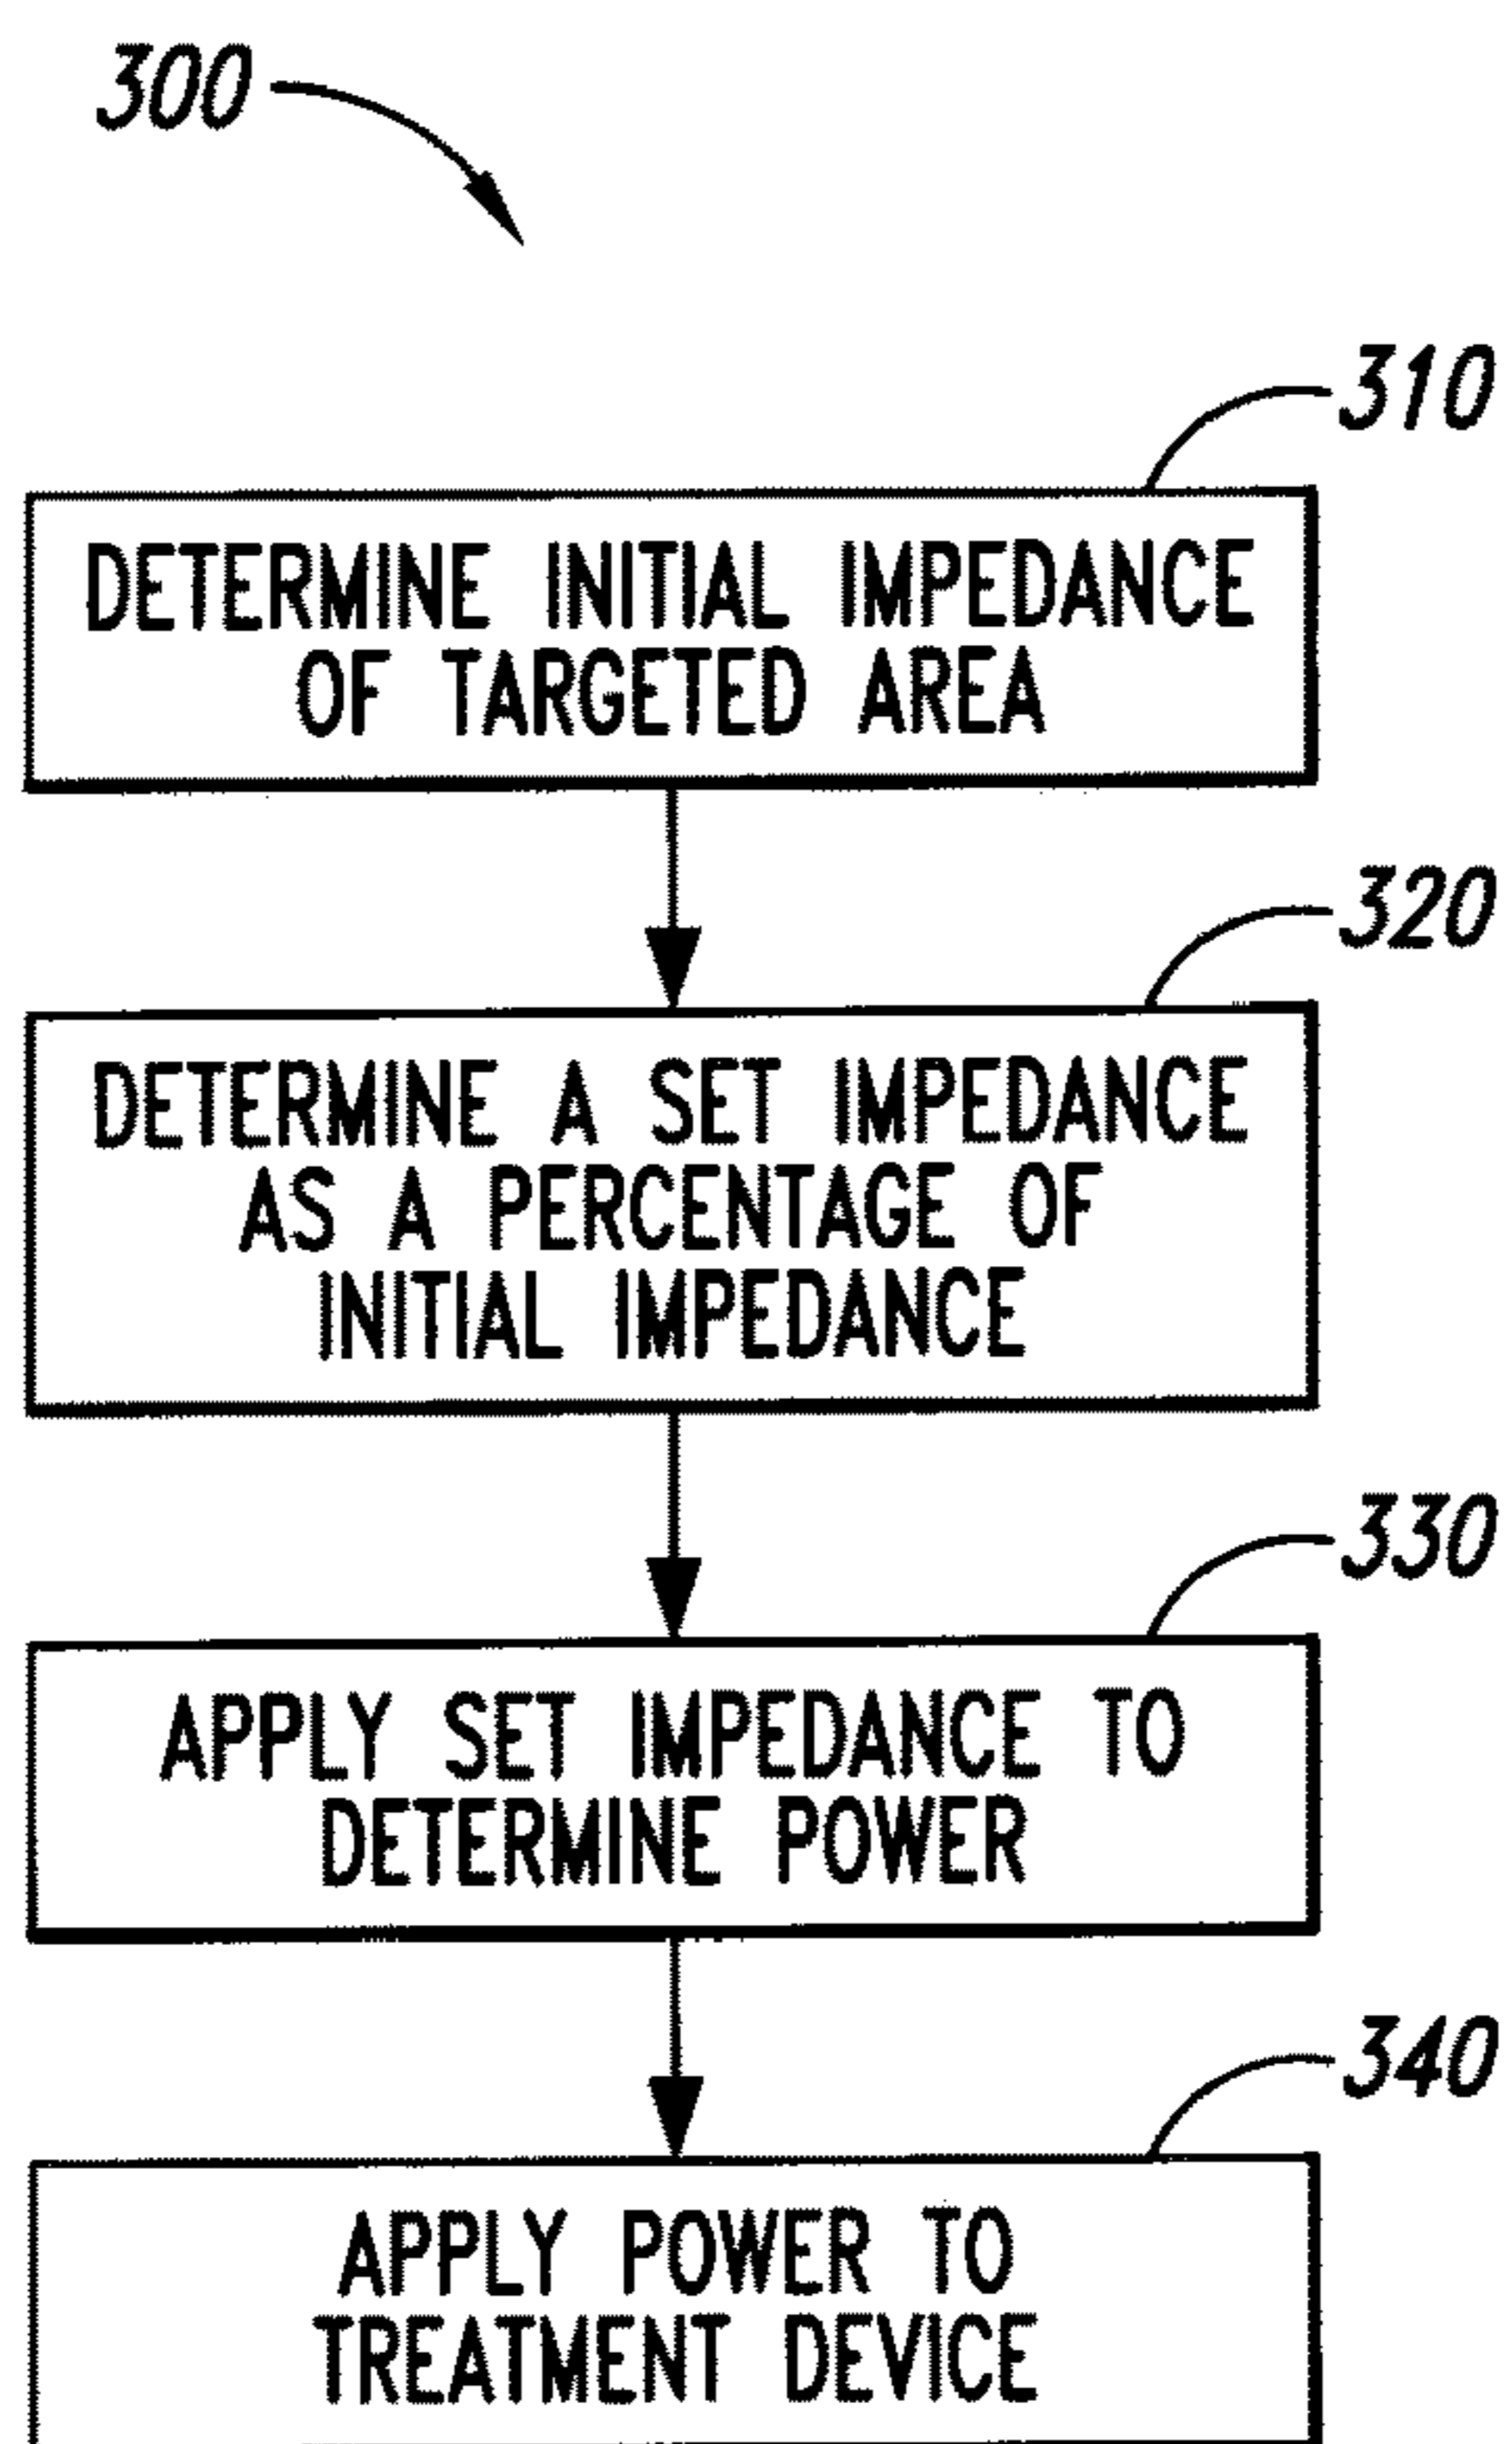 300
310
DETERMINE INITIAL IMPEDANCE
OF TARGETED AREA
320
DETERMINE A SET IMPEDANCE
AS A PERCENTAGE OF
INITIAL IMPEDANCE
330
APPLY SET IMPEDANCE TO
DETERMINE POWER
340
APPLY POWER TO
TREATMENT DEVICE